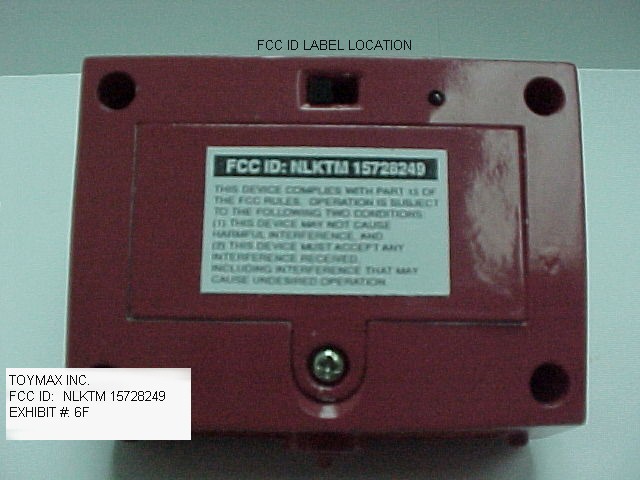 FCC ID LABEL LOCATION
FCC ID: NLKTM 15728249
THIS DEVICE COMPLIES WITH PART 15 OF
THE FCC RULES. OPERATION IS SUBJECT
TO THE FOLLOWING TWO CONDITIONS:
(1) THIS DEVICE MAY NOT CAUSE
HARMFUL INTERFERENCE, AND
(2) THIS DEVICE MUST ACCEPT ANY
INTERFERENCE RECEIVED,
INCLUDING INTERFERENCE THAT MAY
CAUSE UNDESIRED OPERATION.
TOYMAX INC.
FCC ID: NLKTM 15728249
EXHIBIT #: 6F